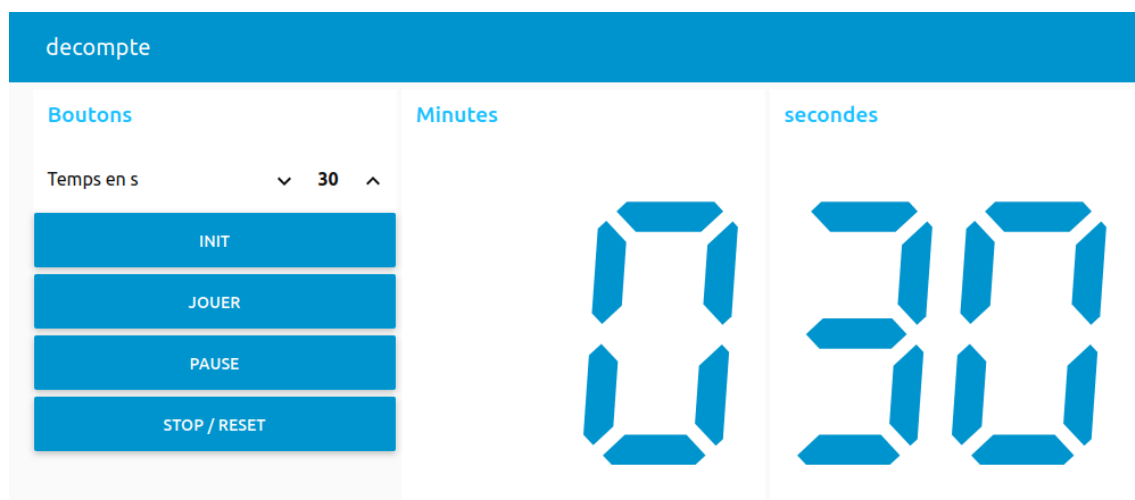 decompte
Boutons
Temps en s 30
INIT
JOUER
PAUSE
STOP / RESET
Minutes
0
secondes
30